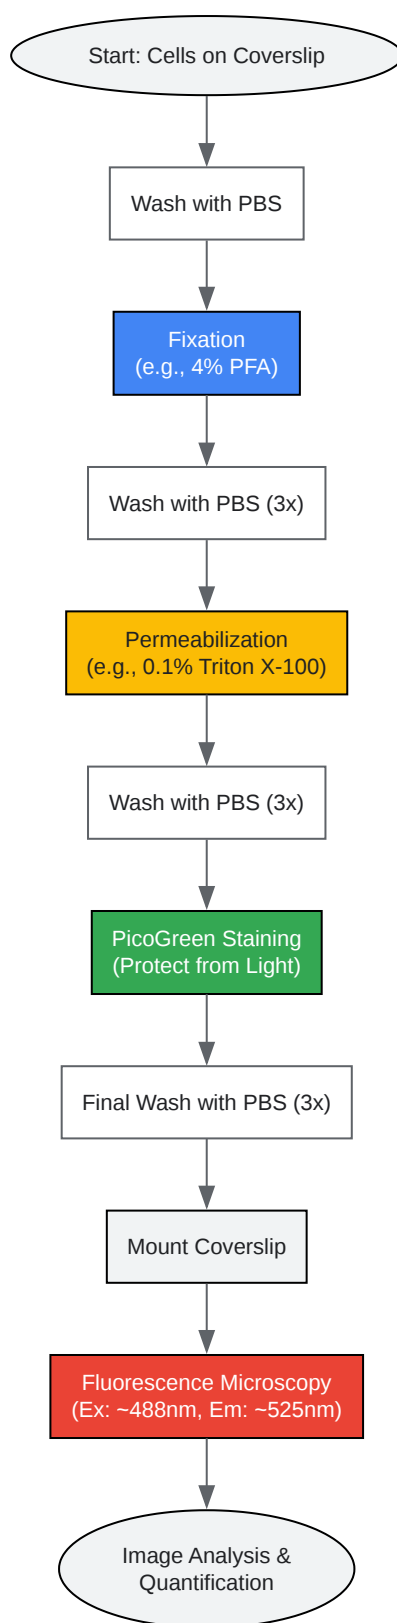 Start: Cells on Coverslip
Wash with PBS
Fixation
(e.g., 4% PFA)
Wash with PBS (3x)
Permeabilization
(e.g., 0.1% Triton X-100)
Wash with PBS (3x)
PicoGreen Staining
(Protect from Light)
Final Wash with PBS (3x)
Mount Coverslip
Fluorescence Microscopy
(Ex: ~488nm, Em: ~525nm)
Image Analysis &
Quantification